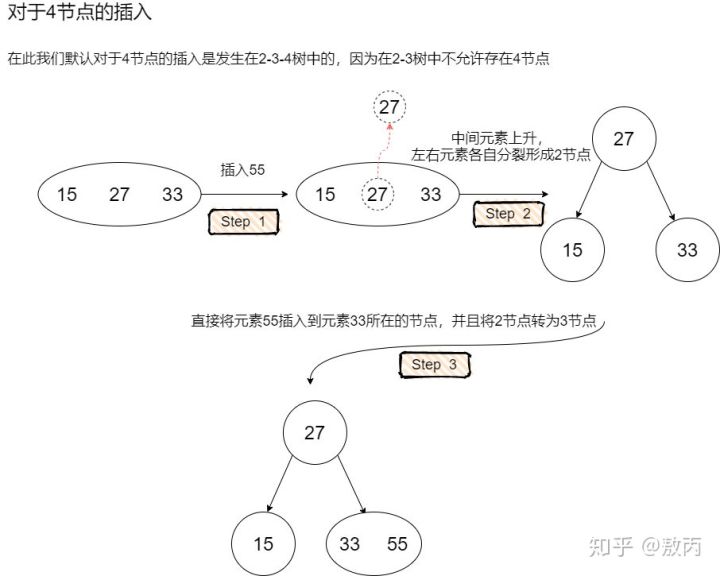 对于4节点的插入
在此我们默认对于4节点的插入是发生在2-3-4树中的，因为在2-3树中不允许存在4节点
27
中间元素上升，
左右元素各自分裂形成2节点
27
插入55
15 27 33
15 27 33
Step 1
Step 2
15
33
直接将元素55插入到元素33所在的节点，并且将2节点转为3节点
Step 3
27
15
33 55
知乎 @敖丙